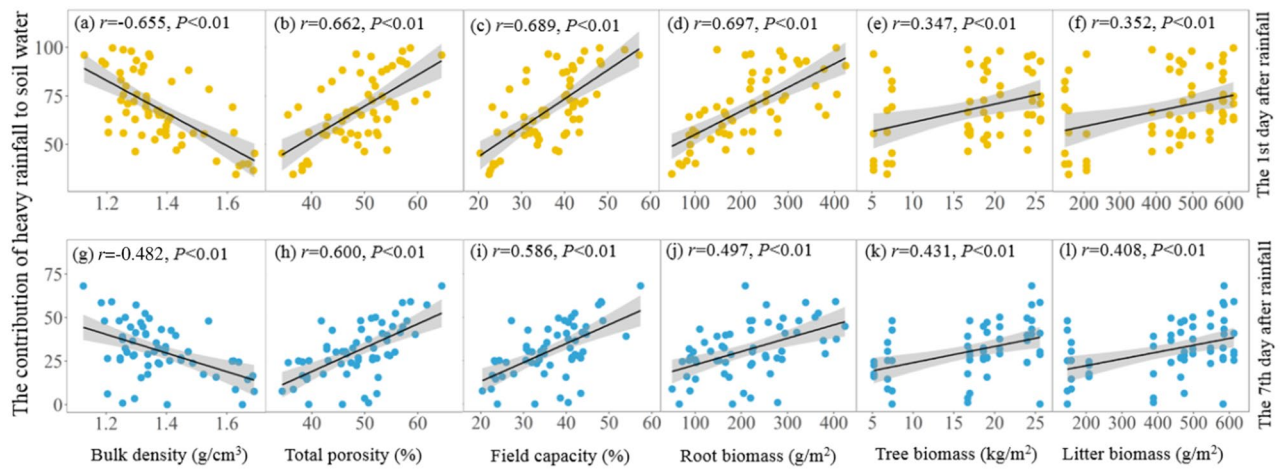 The contribution of heavy rainfall to soil water
(a) r=-0.655, P<0.01
(b) r=0.662, P<0.01
(c) r=0.689, P<0.01
(d) r=0.697, P<0.01
(e) r=0.347, P<0.01
(f) r=0.352, P<0.01
100
75
50
1.2 1.4 1.6
40 50 60
20 30 40 50 60
100 200 300 400
5 10 15 20 25
200 300 400 500 600
The 1st day after rainfall
(g) r=-0.482, P<0.01
(h) r=0.600, P<0.01
(i) r=0.586, P<0.01
(j) r=0.497, P<0.01
(k) r=0.431, P<0.01
(l) r=0.408, P<0.01
75
50
25
0
1.2 1.4 1.6
40 50 60
20 30 40 50 60
100 200 300 400
5 10 15 20 25
200 300 400 500 600
The 7th day after rainfall
Bulk density (g/cm³)
Total porosity (%)
Field capacity (%)
Root biomass (g/m²)
Tree biomass (kg/m²)
Litter biomass (g/m²)